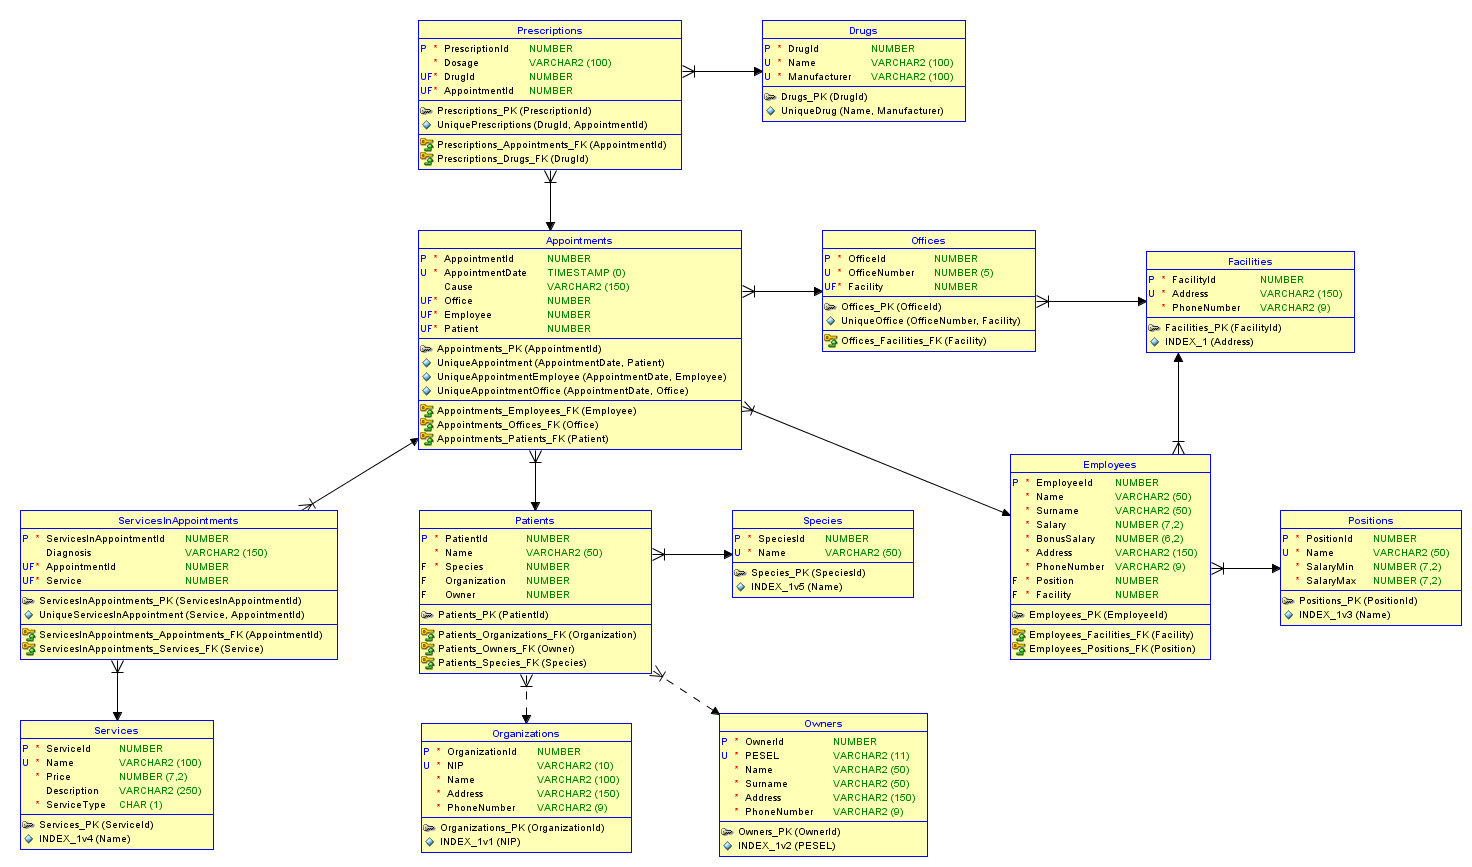 Prescriptions
P * PrescriptionId NUMBER
* Dosage VARCHAR2 (100)
UF* DrugId NUMBER
UF* AppointmentId NUMBER
Prescriptions_PK (PrescriptionId)
UniquePrescriptions (DrugId, AppointmentId)
Prescriptions_Appointments_FK (AppointmentId)
Prescriptions_Drugs_FK (DrugId)
Drugs
P * DrugId NUMBER
U * Name VARCHAR2 (100)
U * Manufacturer VARCHAR2 (100)
Drugs_PK (DrugId)
UniqueDrug (Name, Manufacturer)
Appointments
P * AppointmentId NUMBER
U * AppointmentDate TIMESTAMP (0)
Cause VARCHAR2 (150)
UF* Office NUMBER
UF* Employee NUMBER
UF* Patient NUMBER
Appointments_PK (AppointmentId)
UniqueAppointment (AppointmentDate, Patient)
UniqueAppointmentEmployee (AppointmentDate, Employee)
UniqueAppointmentOffice (AppointmentDate, Office)
Appointments_Employees_FK (Employee)
Appointments_Offices_FK (Office)
Appointments_Patients_FK (Patient)
Offices
P * OfficeId NUMBER
U * OfficeNumber NUMBER (5)
UF* Facility NUMBER
Offices_PK (OfficeId)
UniqueOffice (OfficeNumber, Facility)
Offices_Facilities_FK (Facility)
Facilities
P * FacilityId NUMBER
U * Address VARCHAR2 (150)
* PhoneNumber VARCHAR2 (9)
Facilities_PK (FacilityId)
INDEX_1 (Address)
Employees
P * EmployeeId NUMBER
* Name VARCHAR2 (50)
* Surname VARCHAR2 (50)
* Salary NUMBER (7,2)
* BonusSalary NUMBER (6,2)
* Address VARCHAR2 (150)
* PhoneNumber VARCHAR2 (9)
F * Position NUMBER
F * Facility NUMBER
Employees_PK (EmployeeId)
Employees_Facilities_FK (Facility)
Employees_Positions_FK (Position)
Positions
P * PositionId NUMBER
U * Name VARCHAR2 (50)
* SalaryMin NUMBER (7,2)
* SalaryMax NUMBER (7,2)
Positions_PK (PositionId)
INDEX_1v3 (Name)
ServicesInAppointments
P * ServicesInAppointmentId NUMBER
Diagnosis VARCHAR2 (150)
UF* AppointmentId NUMBER
UF* Service NUMBER
ServicesInAppointments_PK (ServicesInAppointmentId)
UniqueServicesInAppointment (Service, AppointmentId)
ServicesInAppointments_Appointments_FK (AppointmentId)
ServicesInAppointments_Services_FK (Service)
Patients
P * PatientId NUMBER
* Name VARCHAR2 (50)
F * Species NUMBER
F Organization NUMBER
F Owner NUMBER
Patients_PK (PatientId)
Patients_Organizations_FK (Organization)
Patients_Owners_FK (Owner)
Patients_Species_FK (Species)
Species
P * SpeciesId NUMBER
U * Name VARCHAR2 (50)
Species_PK (SpeciesId)
INDEX_1v5 (Name)
Services
P * ServiceId NUMBER
U * Name VARCHAR2 (100)
* Price NUMBER (7,2)
Description VARCHAR2 (250)
* ServiceType CHAR (1)
Services_PK (ServiceId)
INDEX_1v4 (Name)
Organizations
P * OrganizationId NUMBER
U * NIP VARCHAR2 (10)
* Name VARCHAR2 (100)
* Address VARCHAR2 (150)
* PhoneNumber VARCHAR2 (9)
Organizations_PK (OrganizationId)
INDEX_1v1 (NIP)
Owners
P * OwnerId NUMBER
U * PESEL VARCHAR2 (11)
* Name VARCHAR2 (50)
* Surname VARCHAR2 (50)
* Address VARCHAR2 (150)
* PhoneNumber VARCHAR2 (9)
Owners_PK (OwnerId)
INDEX_1v2 (PESEL)